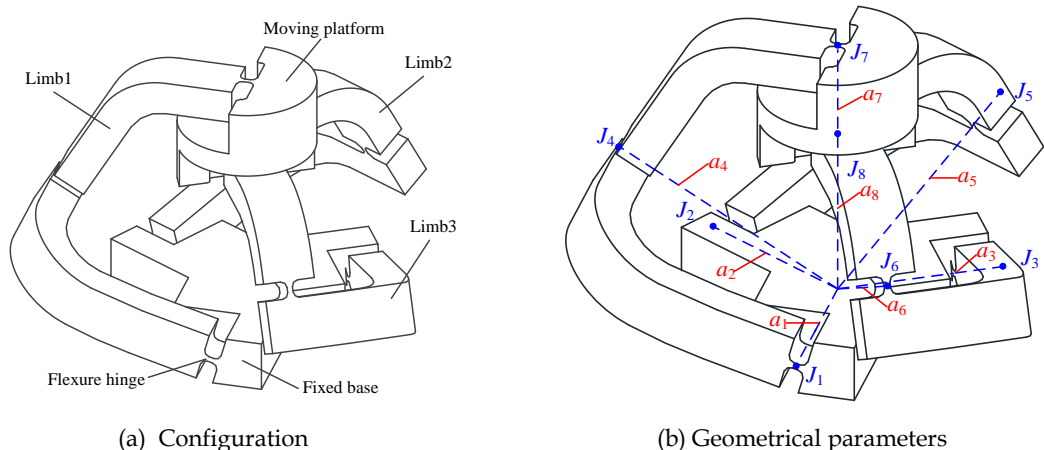 Moving platform
Limb1
Limb2
Limb3
Flexure hinge
Fixed base
(a) Configuration
J7
a7
J5
J4
a4
J8
a5
a8
J2
a2
a3
J3
J6
a6
a1
J1
(b) Geometrical parameters